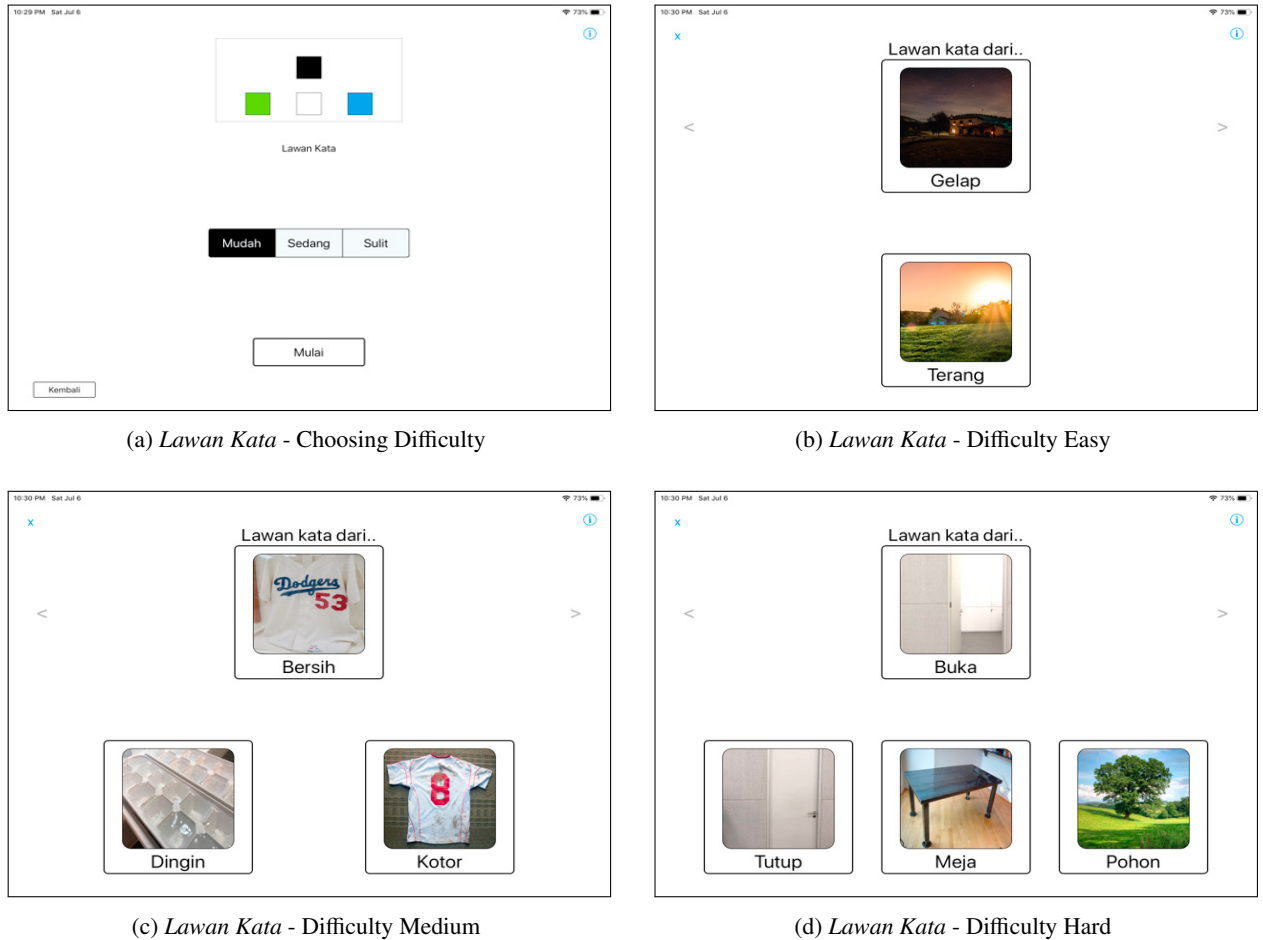 10:29 PM Sat Jul 6
73%
Lawan Kata
Mudah Sedang Sulit
Mulai
Kembali
(a) Lawan Kata - Choosing Difficulty
10:30 PM Sat Jul 6
73%
x
Lawan kata dari..
< >
Gelap
Terang
(b) Lawan Kata - Difficulty Easy
10:30 PM Sat Jul 6
73%
x
Lawan kata dari..
Dodgers
53
< >
Bersih
8
Dingin Kotor
(c) Lawan Kata - Difficulty Medium
10:30 PM Sat Jul 6
73%
x
Lawan kata dari..
< >
Buka
Tutup Meja Pohon
(d) Lawan Kata - Difficulty Hard